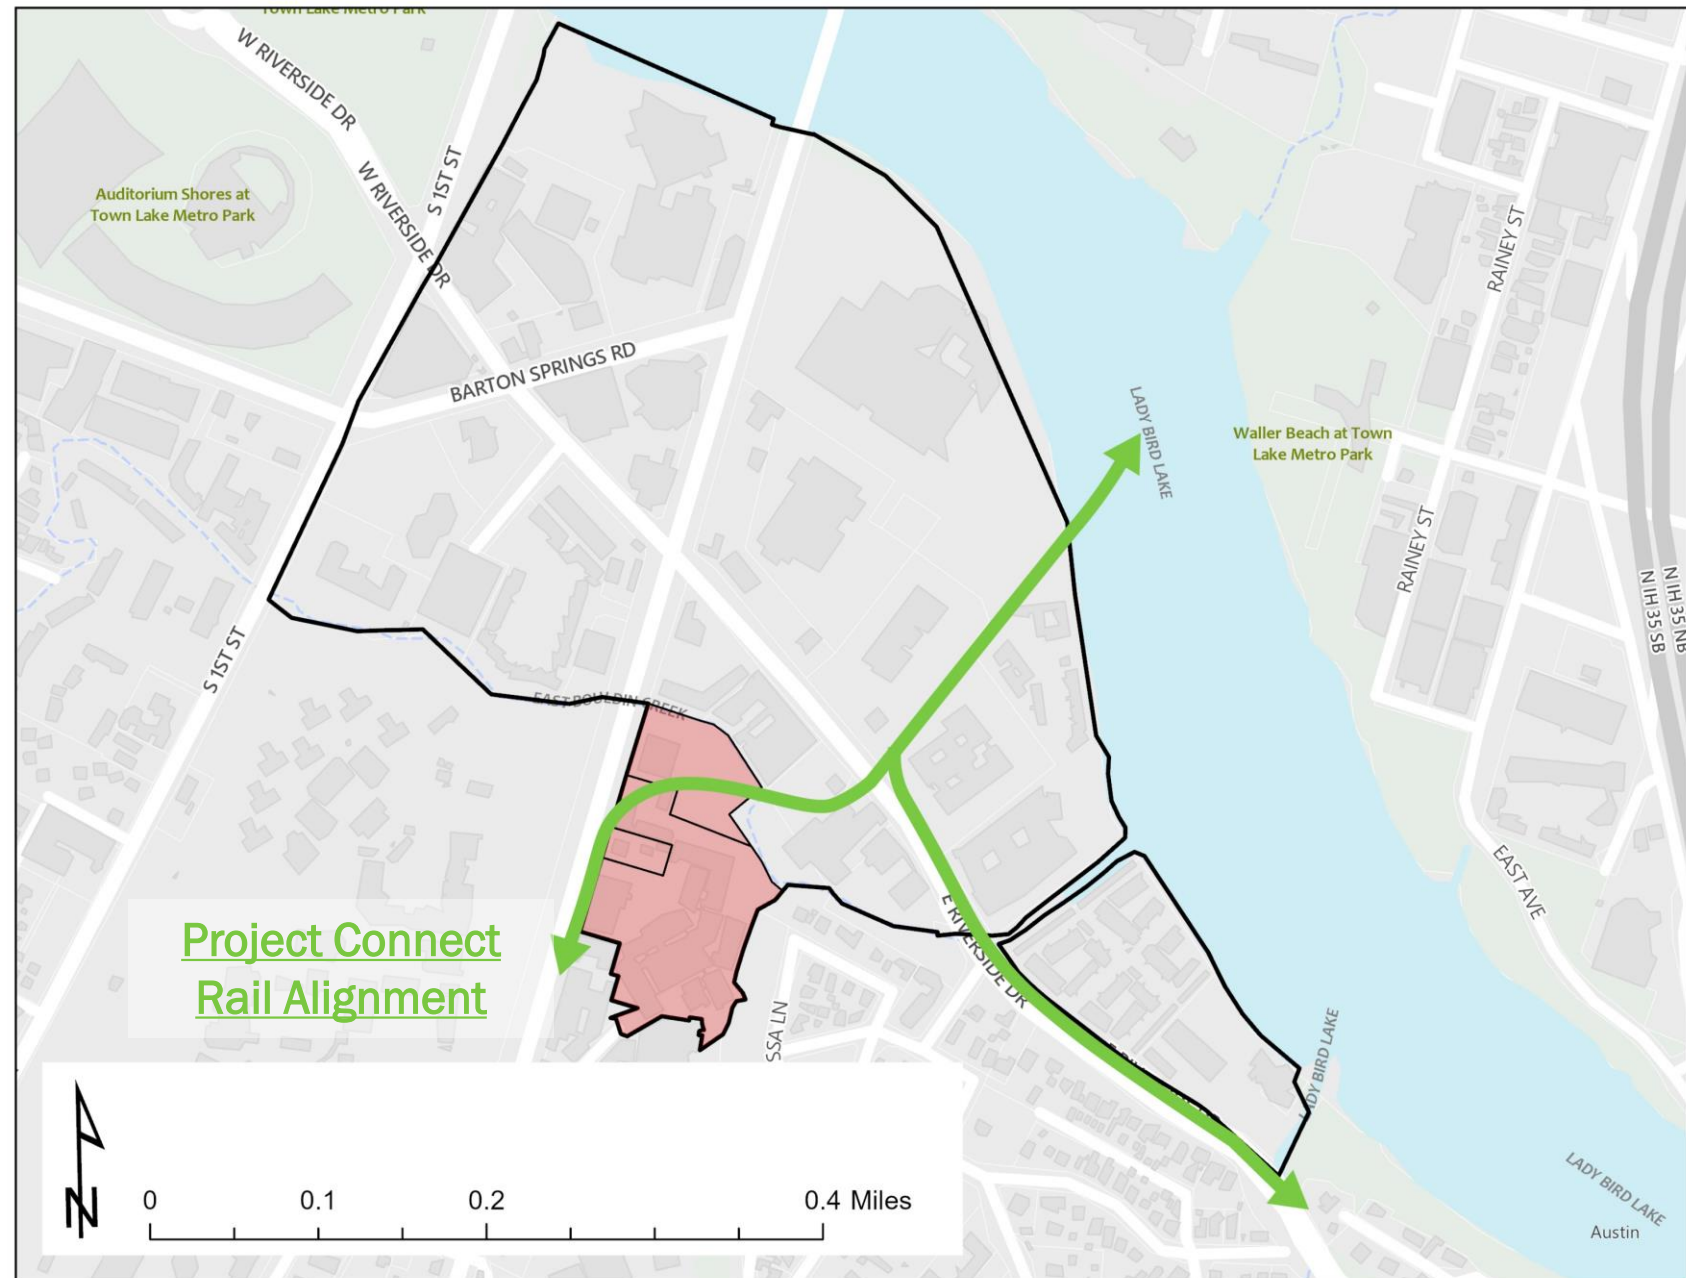 Town Lake Metro Park
W RIVERSIDE DR
S 1ST ST
W RIVERSIDE DR
Auditorium Shores at
Town Lake Metro Park
BARTON SPRINGS RD
RAINEY ST
LADY BIRD LAKE
Waller Beach at Town
Lake Metro Park
RAINEY ST
N IH 35 SB
N IH 35 NB
S 1ST ST
EAST BOULDIN CREEK
EAST AVE
E RIVERSIDE DR
Project Connect
Rail Alignment
SSA LN
LADY BIRD LAKE
LADY BIRD LAKE
Austin
N
0 0.1 0.2 0.4 Miles